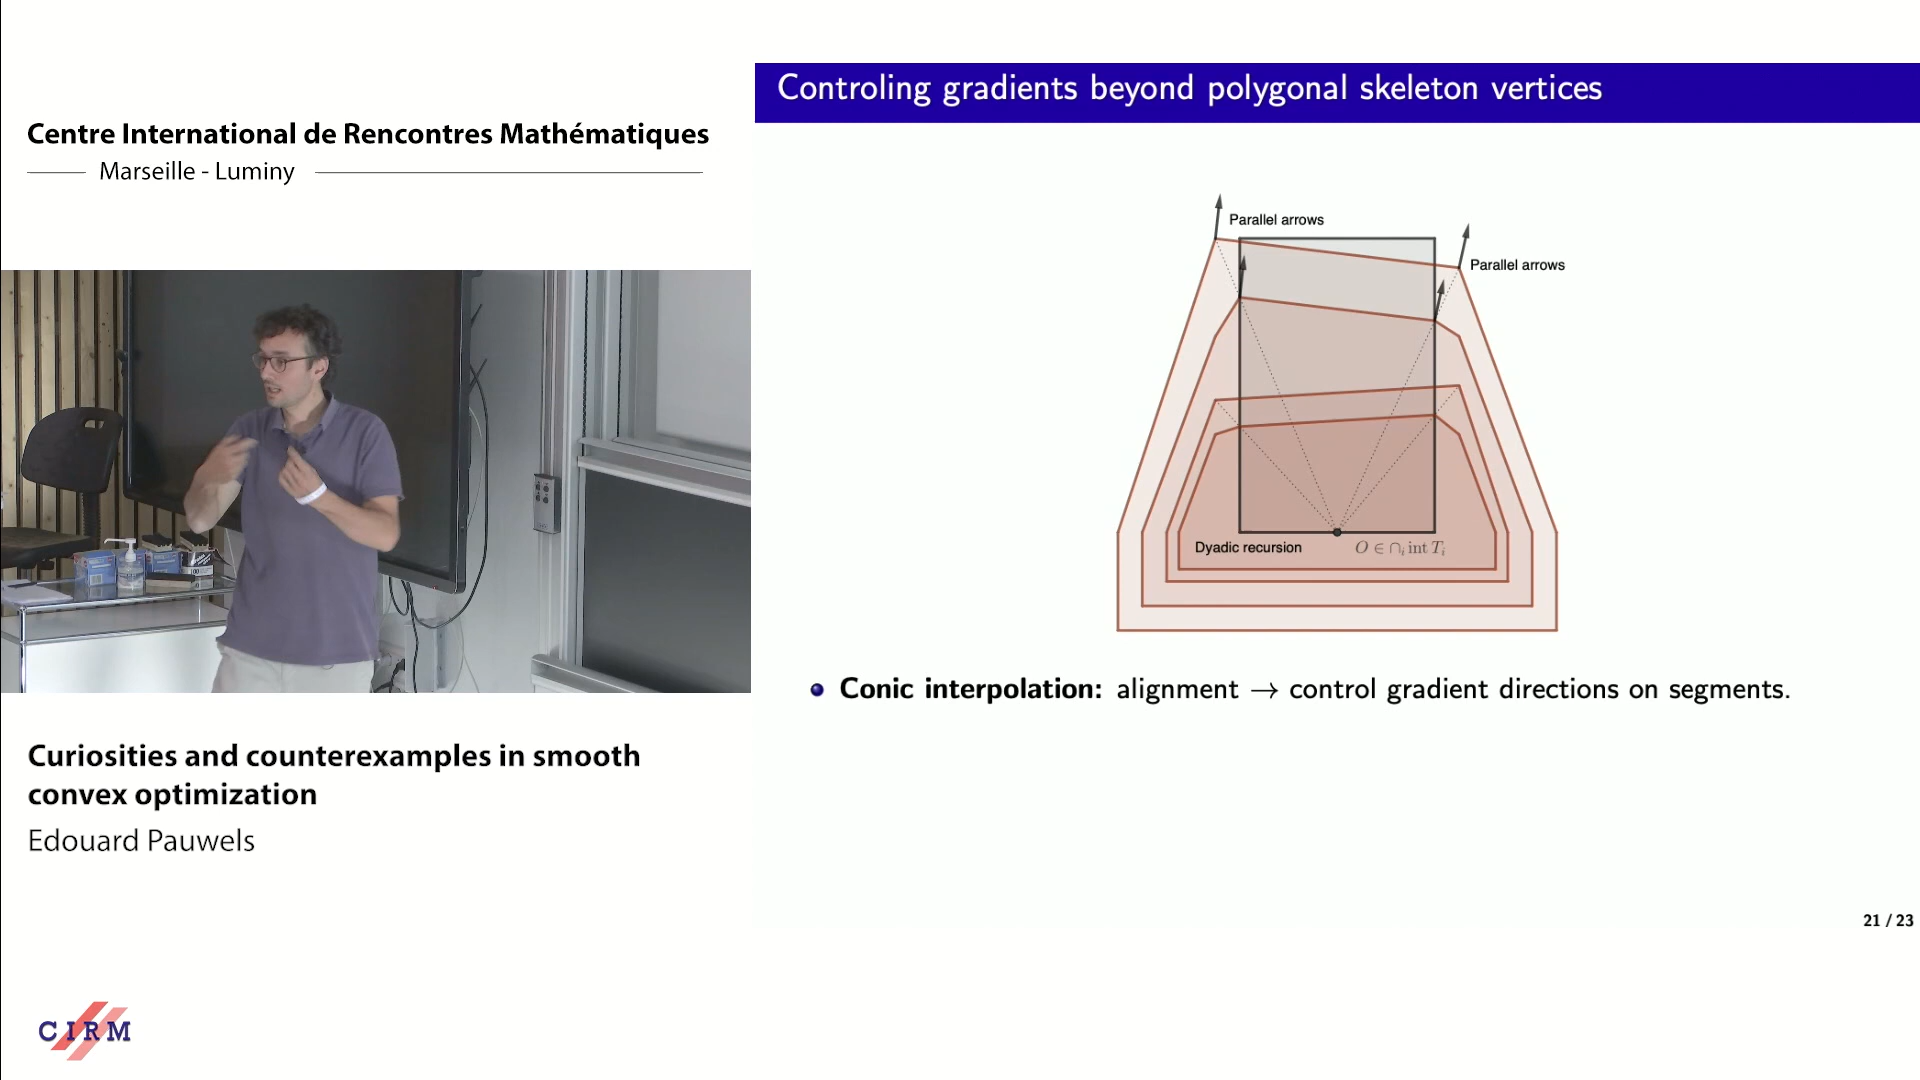 Centre International de Rencontres Mathématiques
Marseille - Luminy
Curiosities and counterexamples in smooth
convex optimization
Edouard Pauwels
CIRM
Controling gradients beyond polygonal skeleton vertices
Parallel arrows
Parallel arrows
Dyadic recursion
O ∈ ∩ᵢ int Tᵢ
Conic interpolation: alignment → control gradient directions on segments.
21 / 23